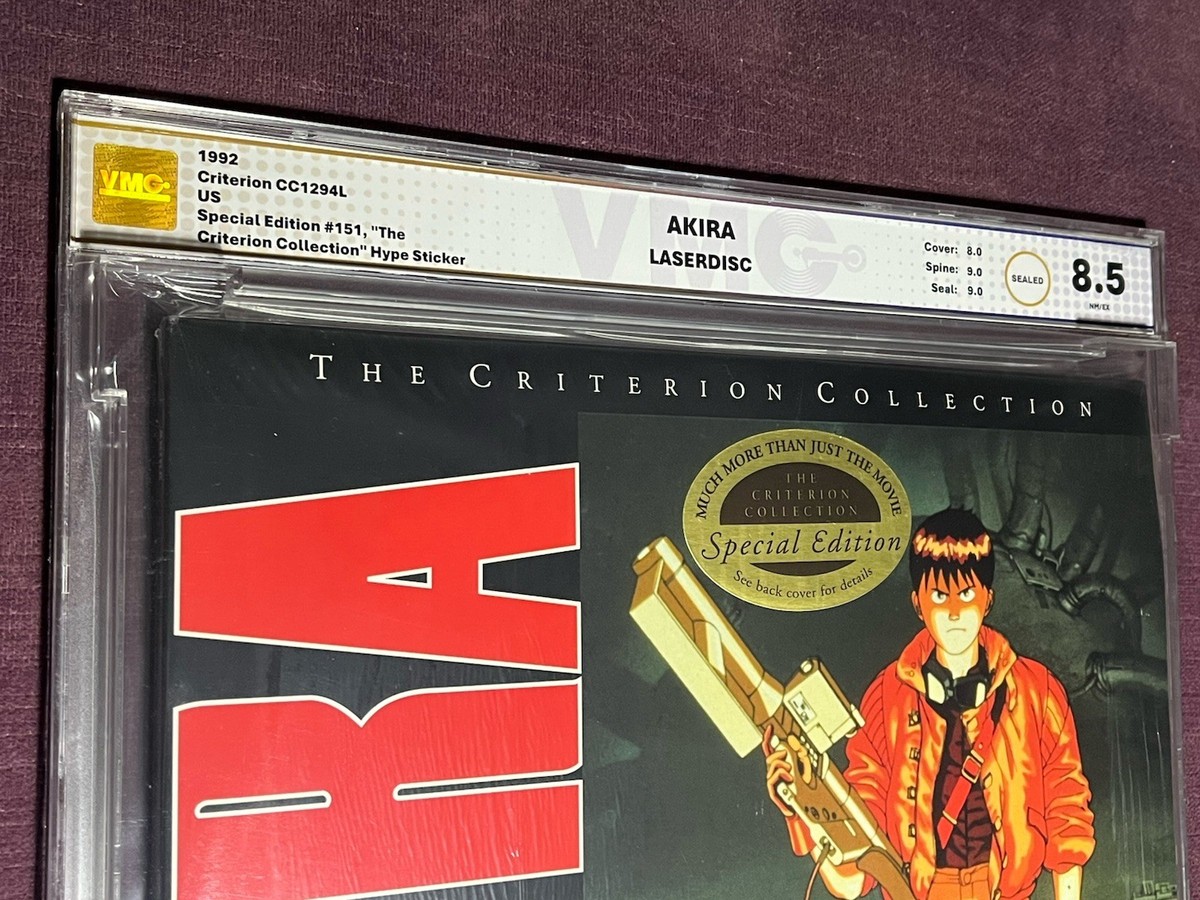 VMG
1992
Criterion CC1294L
US
Special Edition #151, "The
Criterion Collection" Hype Sticker
VMG
AKIRA
LASERDISC
Cover: 8.0
Spine: 9.0
Seal: 9.0
SEALED
8.5
NM/EX
THE CRITERION COLLECTION
RA
MUCH MORE THAN JUST THE MOVIE
THE
CRITERION
COLLECTION
Special Edition
See back cover for details